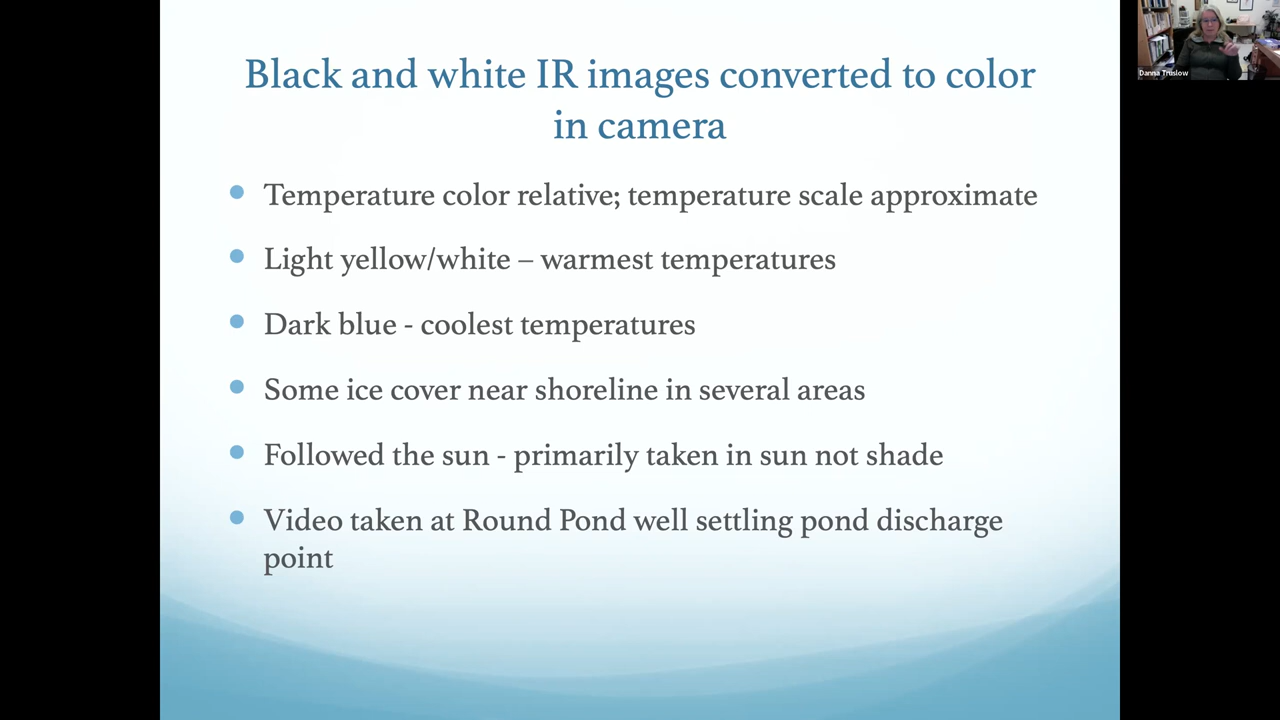 Black and white IR images converted to color
in camera
Temperature color relative; temperature scale approximate
Light yellow/white – warmest temperatures
Dark blue - coolest temperatures
Some ice cover near shoreline in several areas
Followed the sun - primarily taken in sun not shade
Video taken at Round Pond well settling pond discharge
point
Danna Truslow